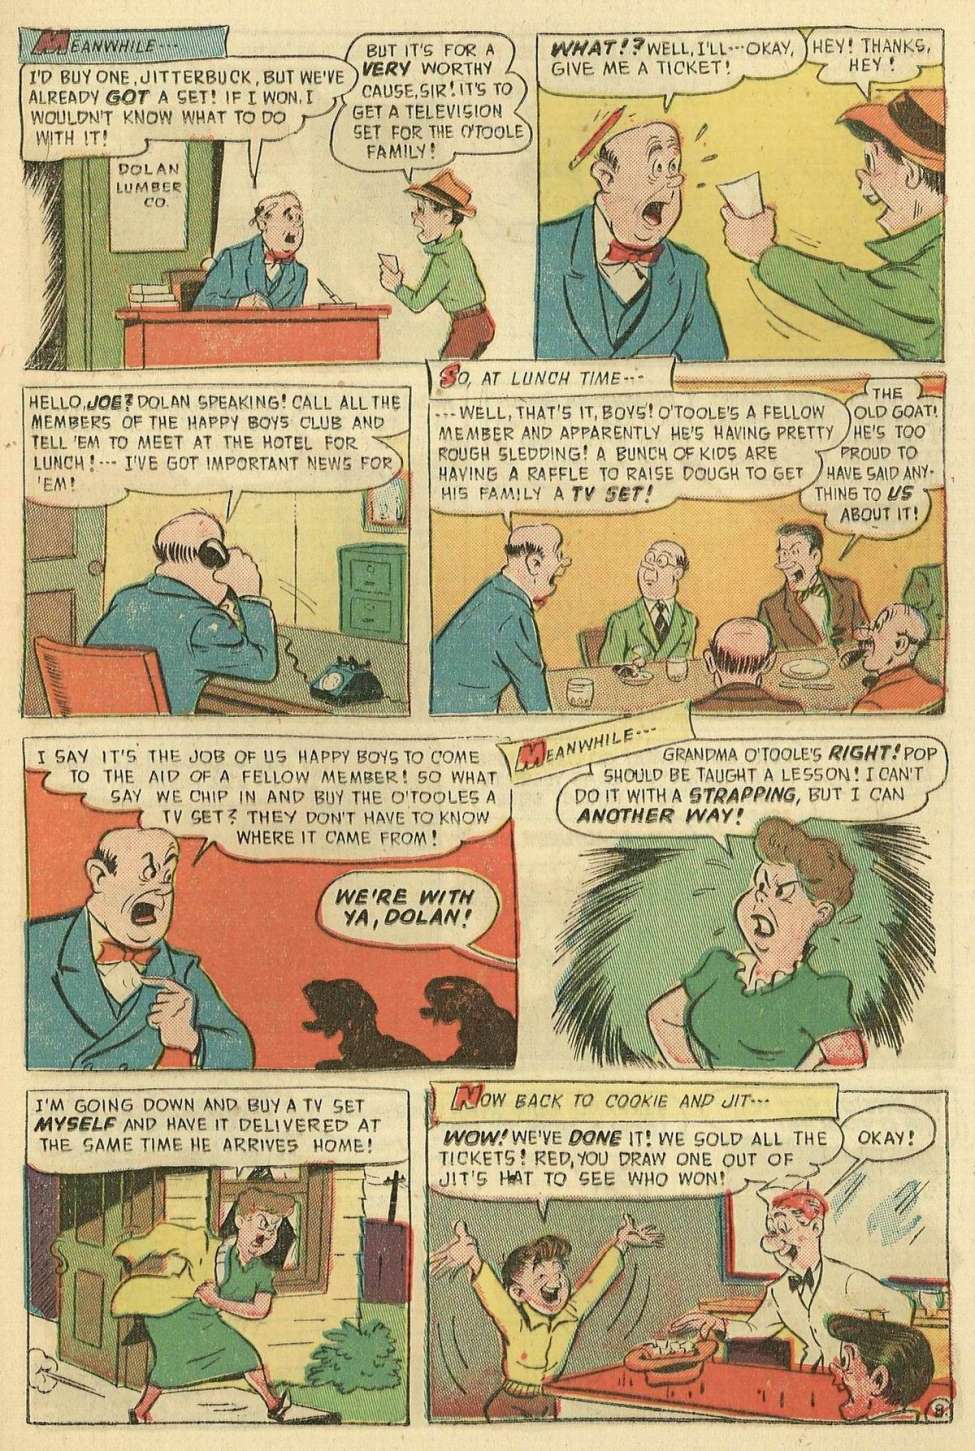 MEANWHILE---
I'D BUY ONE, JITTERBUCK, BUT WE'VE
ALREADY GOT A SET! IF I WON, I
WOULDN'T KNOW WHAT TO DO
WITH IT!
BUT IT'S FOR A
VERY WORTHY
CAUSE, SIR! IT'S TO
GET A TELEVISION
SET FOR THE O'TOOLE
FAMILY!
DOLAN
LUMBER
CO.
WHAT!? WELL, I'LL---OKAY,
GIVE ME A TICKET!
HEY! THANKS,
HEY!
HELLO, JOE? DOLAN SPEAKING! CALL ALL THE
MEMBERS OF THE HAPPY BOYS CLUB AND
TELL 'EM TO MEET AT THE HOTEL FOR
LUNCH!--- I'VE GOT IMPORTANT NEWS FOR
'EM!
SO, AT LUNCH TIME---
---WELL, THAT'S IT, BOYS! O'TOOLE'S A FELLOW
MEMBER AND APPARENTLY HE'S HAVING PRETTY
ROUGH SLEDDING! A BUNCH OF KIDS ARE
HAVING A RAFFLE TO RAISE DOUGH TO GET
HIS FAMILY A TV SET!
THE
OLD GOAT!
HE'S TOO
PROUD TO
HAVE SAID ANY-
THING TO US
ABOUT IT!
I SAY IT'S THE JOB OF US HAPPY BOYS TO COME
TO THE AID OF A FELLOW MEMBER! SO WHAT
SAY WE CHIP IN AND BUY THE O'TOOLES A
TV SET? THEY DON'T HAVE TO KNOW
WHERE IT CAME FROM!
WE'RE WITH
YA, DOLAN!
MEANWHILE---
GRANDMA O'TOOLE'S RIGHT! POP
SHOULD BE TAUGHT A LESSON! I CAN'T
DO IT WITH A STRAPPING, BUT I CAN
ANOTHER WAY!
I'M GOING DOWN AND BUY A TV SET
MYSELF AND HAVE IT DELIVERED AT
THE SAME TIME HE ARRIVES HOME!
NOW BACK TO COOKIE AND JIT---
WOW! WE'VE DONE IT! WE SOLD ALL THE
TICKETS! RED, YOU DRAW ONE OUT OF
JIT'S HAT TO SEE WHO WON!
OKAY!
8